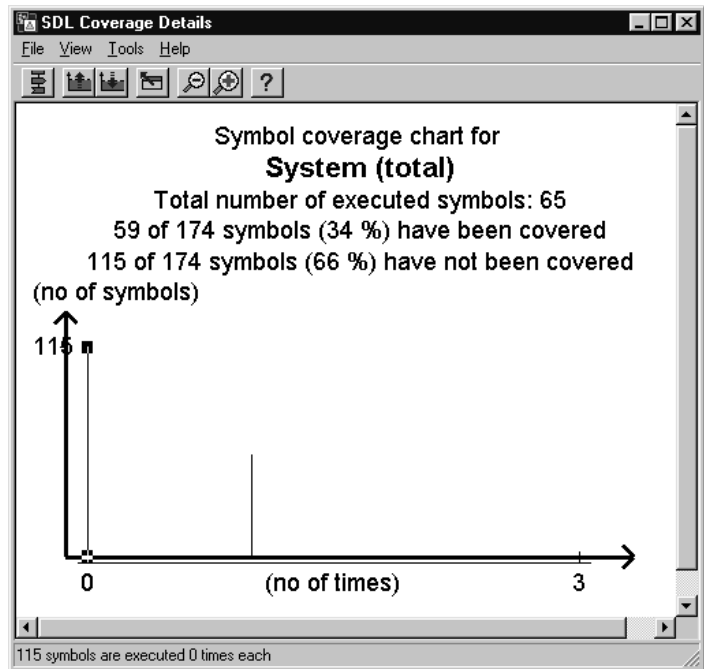 SDL Coverage Details
File View Tools Help
?
Symbol coverage chart for
System (total)
Total number of executed symbols: 65
59 of 174 symbols (34 %) have been covered
115 of 174 symbols (66 %) have not been covered
(no of symbols)
115
0 (no of times) 3
115 symbols are executed 0 times each